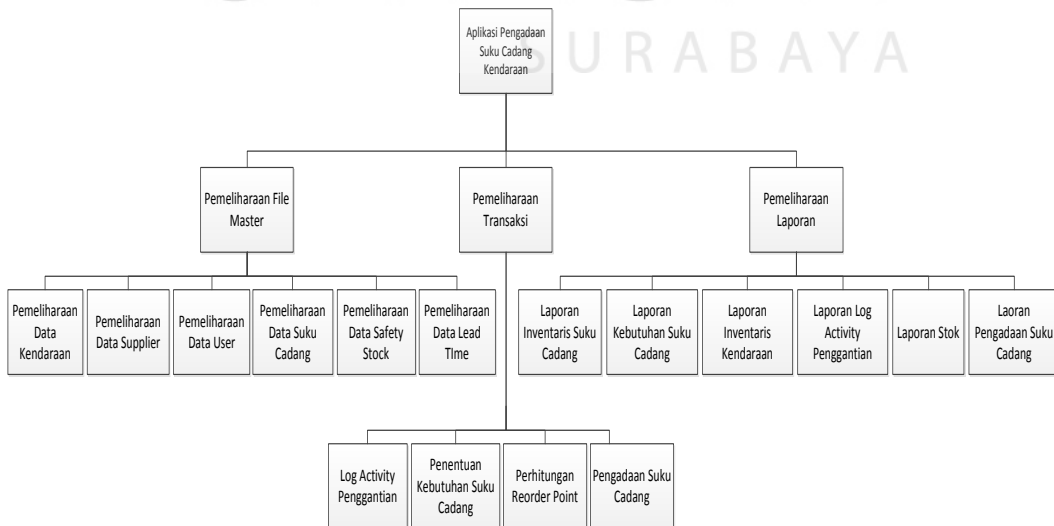 SURABAYA
Aplikasi Pengadaan
Suku Cadang
Kendaraan
Pemeliharaan File
Master
Pemeliharaan
Transaksi
Pemeliharaan
Laporan
Pemeliharaan
Data
Kendaraan
Pemeliharaan
Data Supplier
Pemeliharaan
Data User
Pemeliharaan
Data Suku
Cadang
Pemeliharaan
Data Safety
Stock
Pemeliharaan
Data Lead
TIme
Laporan
Inventaris Suku
Cadang
Laporan
Kebutuhan Suku
Cadang
Laporan
Inventaris
Kendaraan
Laporan Log
Activity
Penggantian
Laporan Stok
Laoran
Pengadaan Suku
Cadang
Log Activity
Penggantian
Penentuan
Kebutuhan Suku
Cadang
Perhitungan
Reorder Point
Pengadaan Suku
Cadang